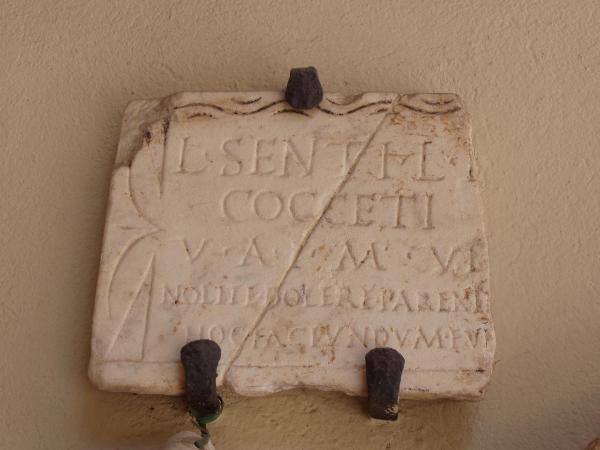 L · SENTI · L ·
COCCETI
V · A · I · M · VI
NOLITE DOLERE PARENT
HOC FACIVNDVM FVI